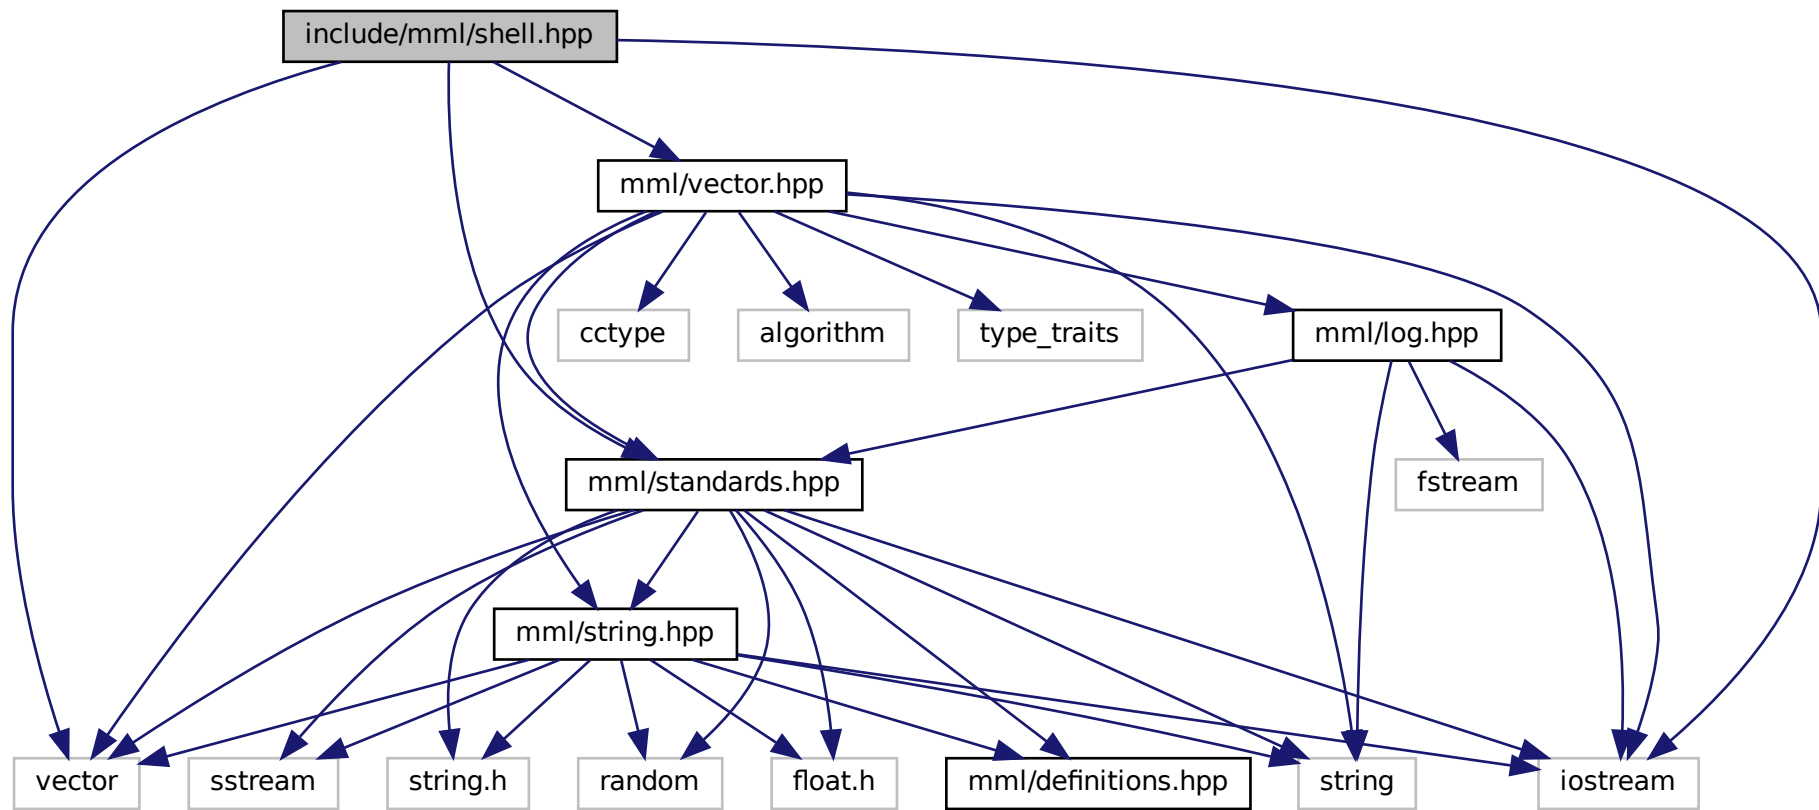 include/mml/shell.hpp
mml/vector.hpp
cctype
algorithm
type_traits
mml/log.hpp
mml/standards.hpp
fstream
mml/string.hpp
vector
sstream
string.h
random
float.h
mml/definitions.hpp
string
iostream